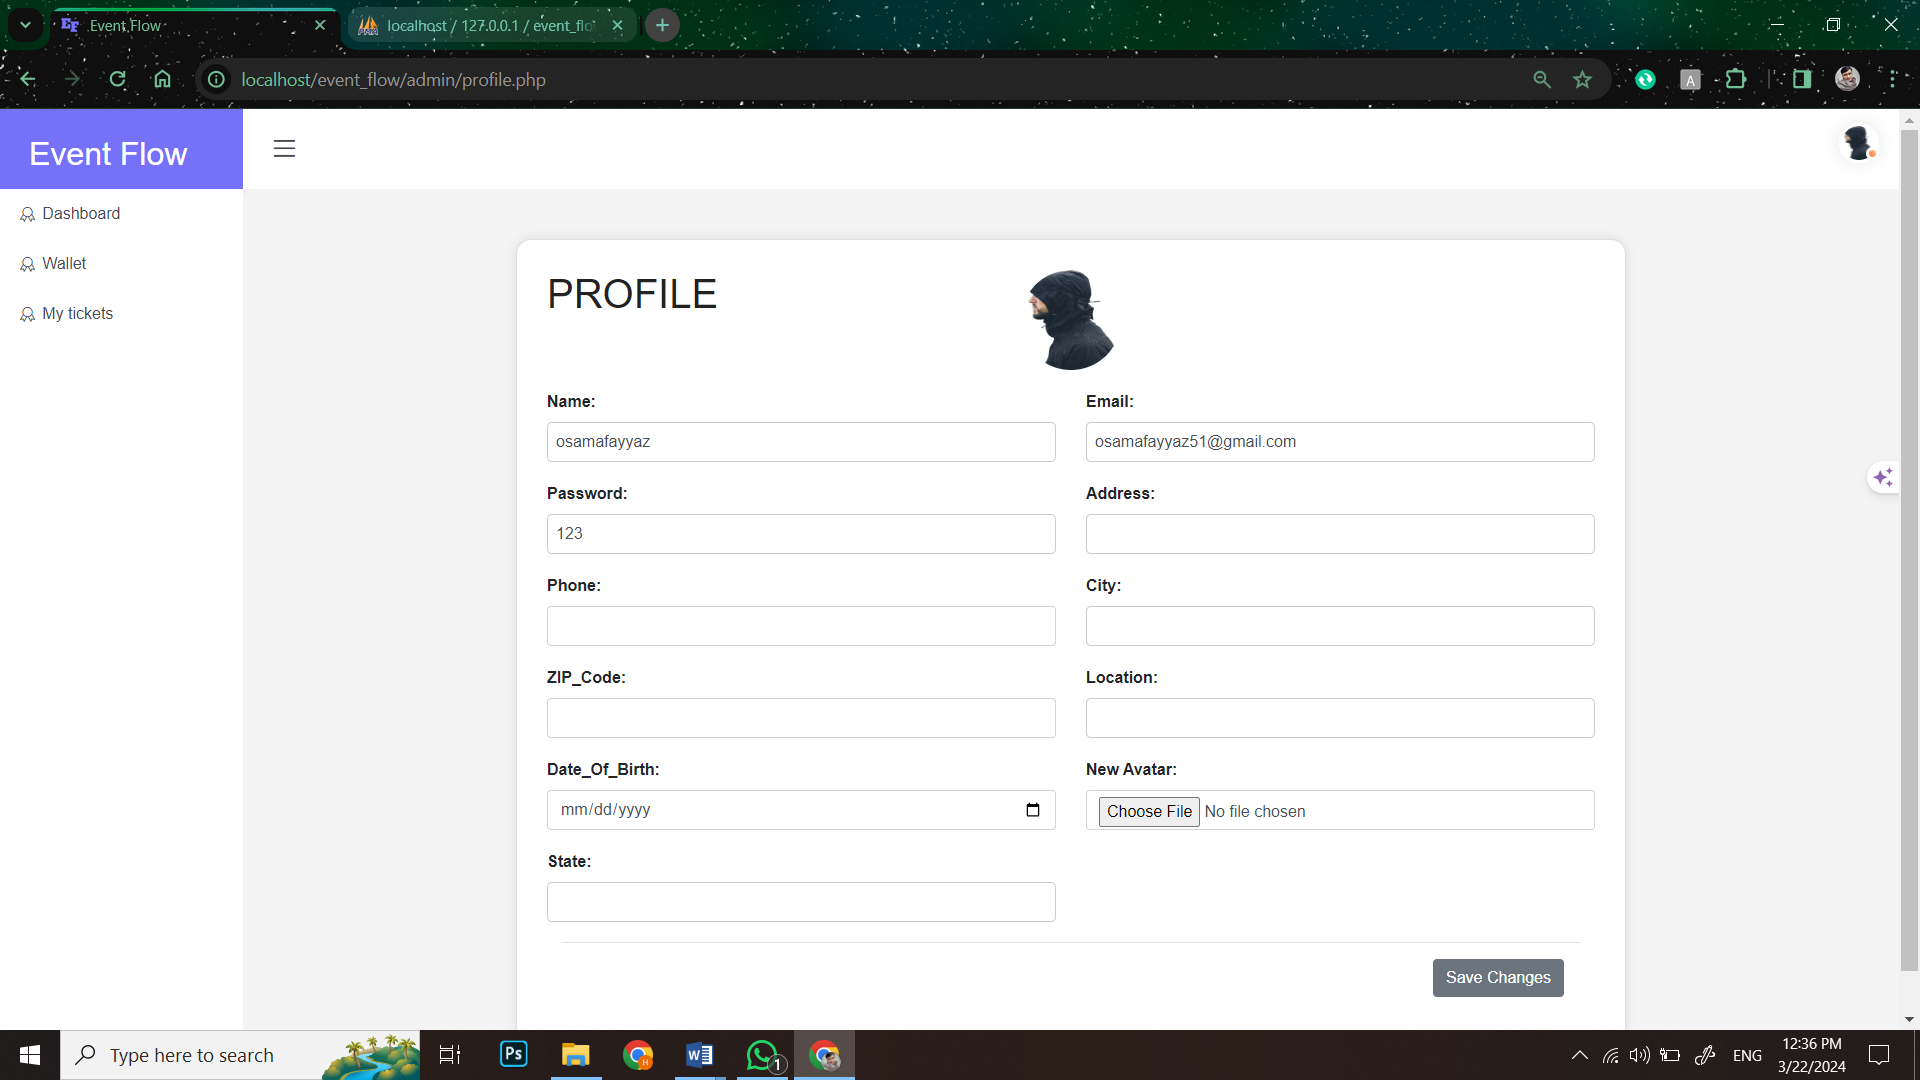 Event Flow
localhost / 127.0.0.1 / event_flo
localhost/event_flow/admin/profile.php
A
Event Flow
Dashboard
Wallet
My tickets
PROFILE
Name:
Email:
osamafayyaz
osamafayyaz51@gmail.com
Password:
Address:
123
Phone:
City:
ZIP_Code:
Location:
Date_Of_Birth:
New Avatar:
mm/dd/yyyy
Choose File No file chosen
State:
Save Changes
Type here to search
Ps
W
H
1
ENG
12:36 PM
3/22/2024